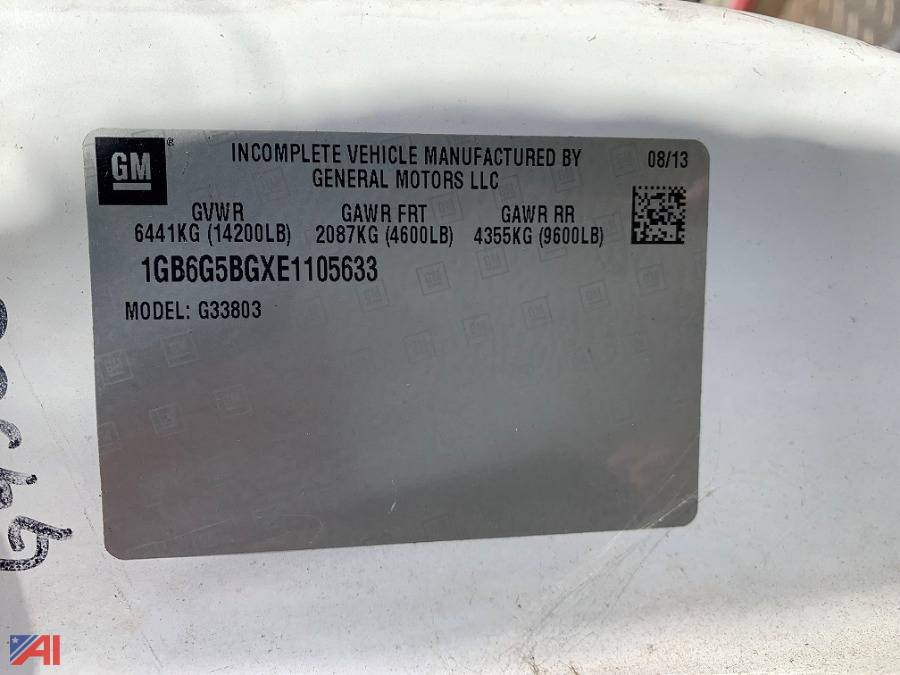 GM ® INCOMPLETE VEHICLE MANUFACTURED BY 08/13
GENERAL MOTORS LLC
GVWR GAWR FRT GAWR RR
6441KG (14200LB) 2087KG (4600LB) 4355KG (9600LB)
1GB6G5BGXE1105633
MODEL: G33803
AI